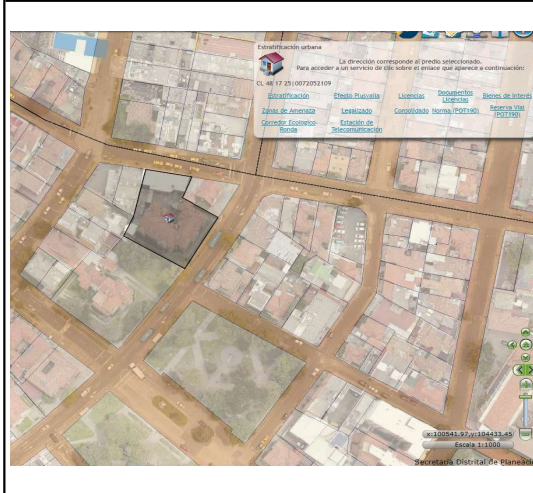 Estratificación urbana
La dirección corresponde al predio seleccionado.
Para acceder a un servicio de clic sobre el enlace que aparece a continuación:
CL 48 17 25|0072052109
Estratificación Efecto Plusvalía Licencias Documentos Licencias Bienes de Interés
Zonas de Amenaza Legalizado Consolidado Norma (POT190) Reserva Vial (POT190)
Corredor Ecologico-Ronda Estación de Telecomunicación
x:100541.97,y:104433.45
Escala 1:1000
Secretaría Distrital de Planeació